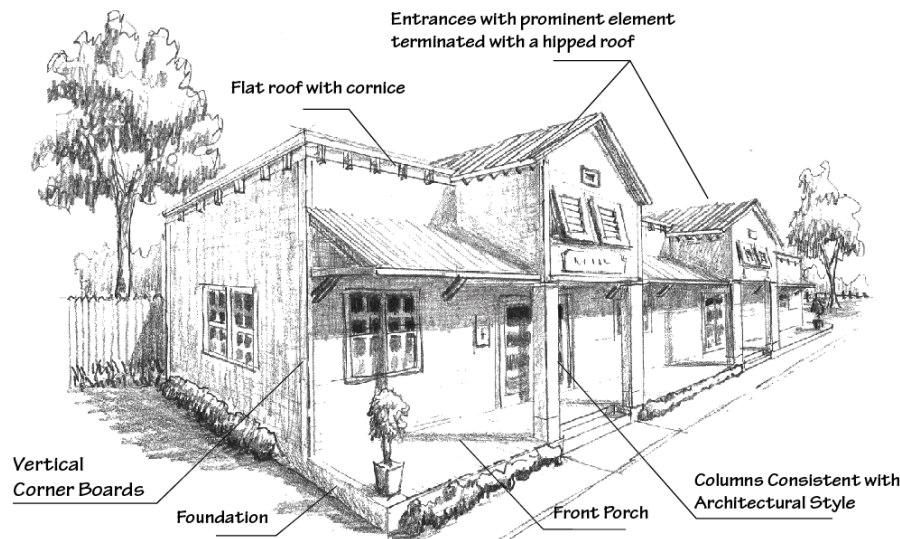 Entrances with prominent element
terminated with a hipped roof
Flat roof with cornice
Vertical
Corner Boards
Foundation
Front Porch
Columns Consistent with
Architectural Style